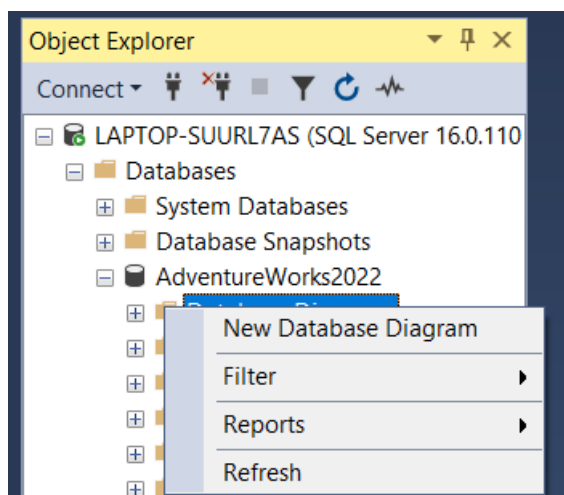 Object Explorer
Connect
LAPTOP-SUURL7AS (SQL Server 16.0.110
Databases
System Databases
Database Snapshots
AdventureWorks2022
New Database Diagram
Filter
Reports
Refresh